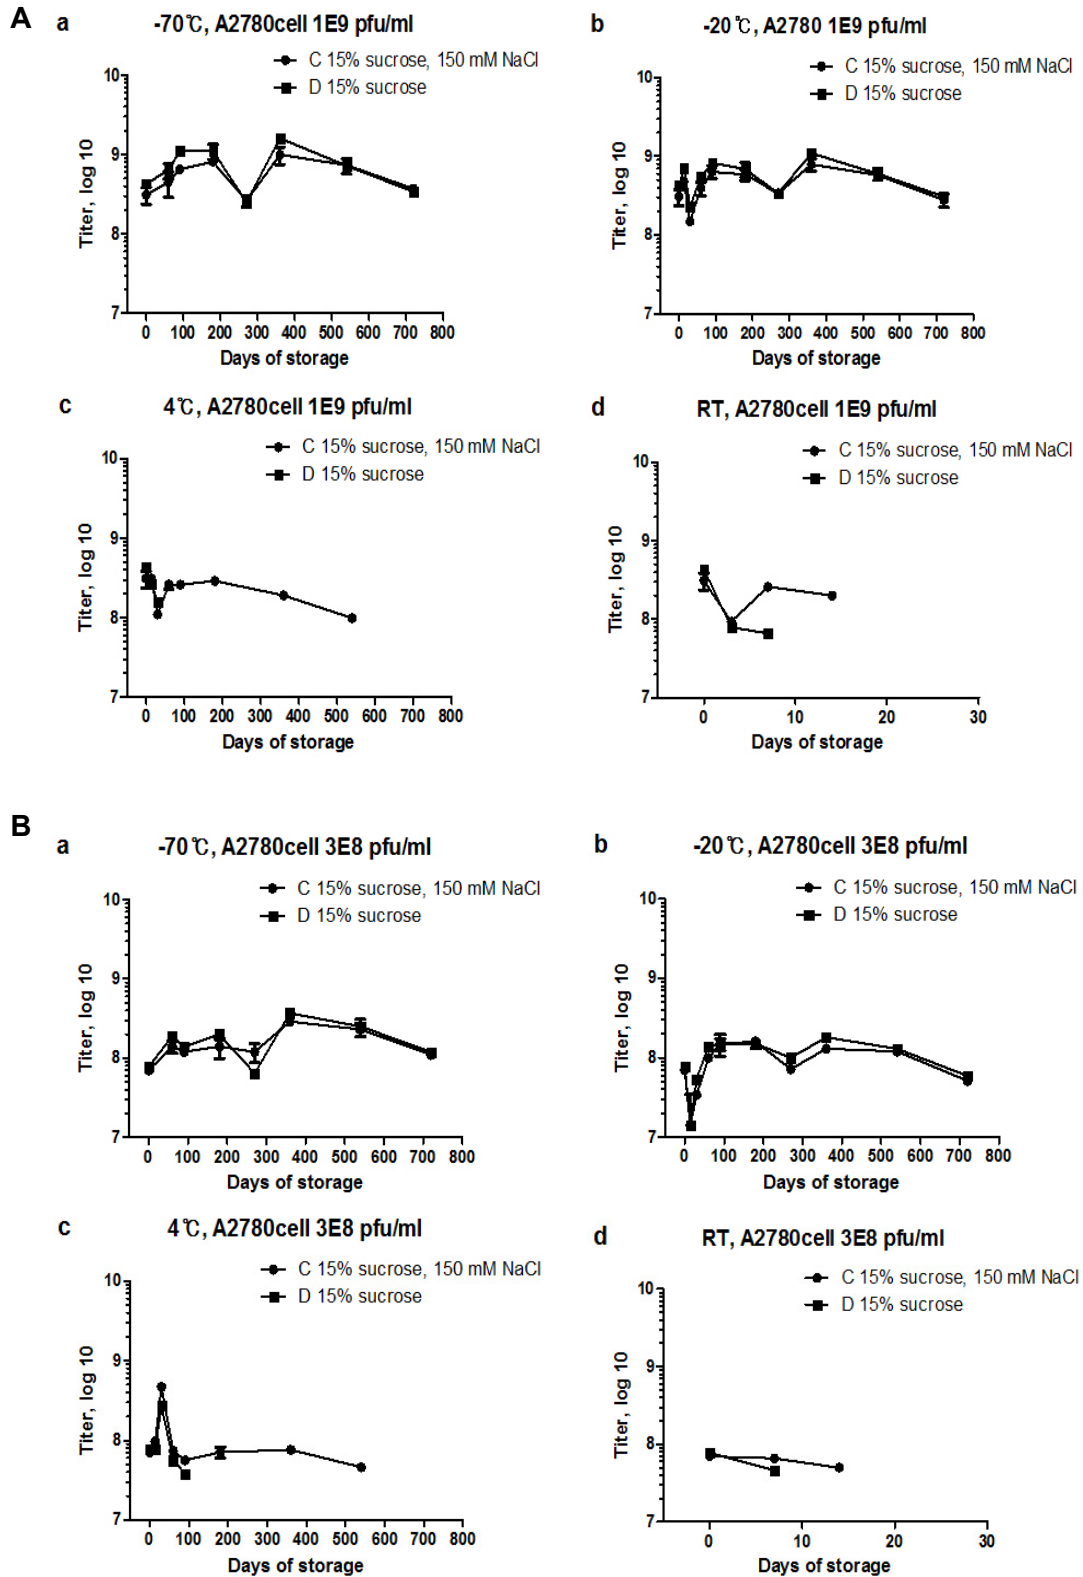 A
a
-70℃, A2780cell 1E9 pfu/ml
C 15% sucrose, 150 mM NaCl
D 15% sucrose
Titer, log 10
10
9
8
7
0 100 200 300 400 500 600 700 800
Days of storage
b
-20℃, A2780 1E9 pfu/ml
C 15% sucrose, 150 mM NaCl
D 15% sucrose
Titer, log 10
10
9
8
7
0 100 200 300 400 500 600 700 800
Days of storage
c
4℃, A2780cell 1E9 pfu/ml
C 15% sucrose, 150 mM NaCl
D 15% sucrose
Titer, log 10
10
9
8
7
0 100 200 300 400 500 600 700 800
Days of storage
d
RT, A2780cell 1E9 pfu/ml
C 15% sucrose, 150 mM NaCl
D 15% sucrose
Titer, log 10
10
9
8
7
0 10 20 30
Days of storage
B
a
-70℃, A2780cell 3E8 pfu/ml
C 15% sucrose, 150 mM NaCl
D 15% sucrose
Titer, log 10
10
9
8
7
0 100 200 300 400 500 600 700 800
Days of storage
b
-20℃, A2780cell 3E8 pfu/ml
C 15% sucrose, 150 mM NaCl
D 15% sucrose
Titer, log 10
10
9
8
7
0 100 200 300 400 500 600 700 800
Days of storage
c
4℃, A2780cell 3E8 pfu/ml
C 15% sucrose, 150 mM NaCl
D 15% sucrose
Titer, log 10
10
9
8
7
0 100 200 300 400 500 600 700 800
Days of storage
d
RT, A2780cell 3E8 pfu/ml
C 15% sucrose, 150 mM NaCl
D 15% sucrose
Titer, log 10
10
9
8
7
0 10 20 30
Days of storage